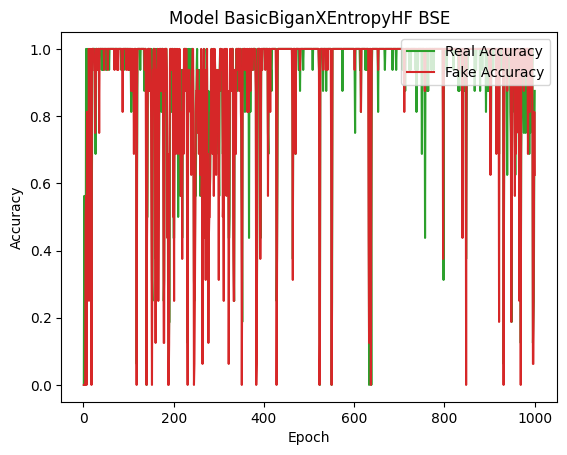 Model BasicBiganXEntropyHF BSE
Real Accuracy
Fake Accuracy
1.0
0.8
0.6
0.4
0.2
0.0
Accuracy
0 200 400 600 800 1000
Epoch